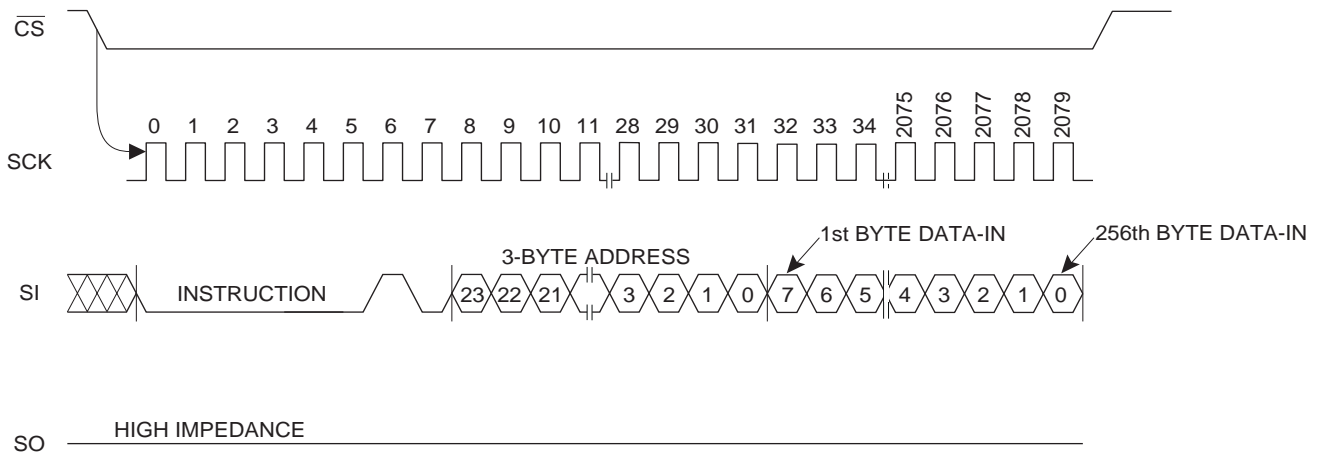 CS
SCK
0 1 2 3 4 5 6 7 8 9 10 11 28 29 30 31 32 33 34 2075 2076 2077 2078 2079
1st BYTE DATA-IN
256th BYTE DATA-IN
3-BYTE ADDRESS
SI
INSTRUCTION
23 22 21 3 2 1 0 7 6 5 4 3 2 1 0
HIGH IMPEDANCE
SO